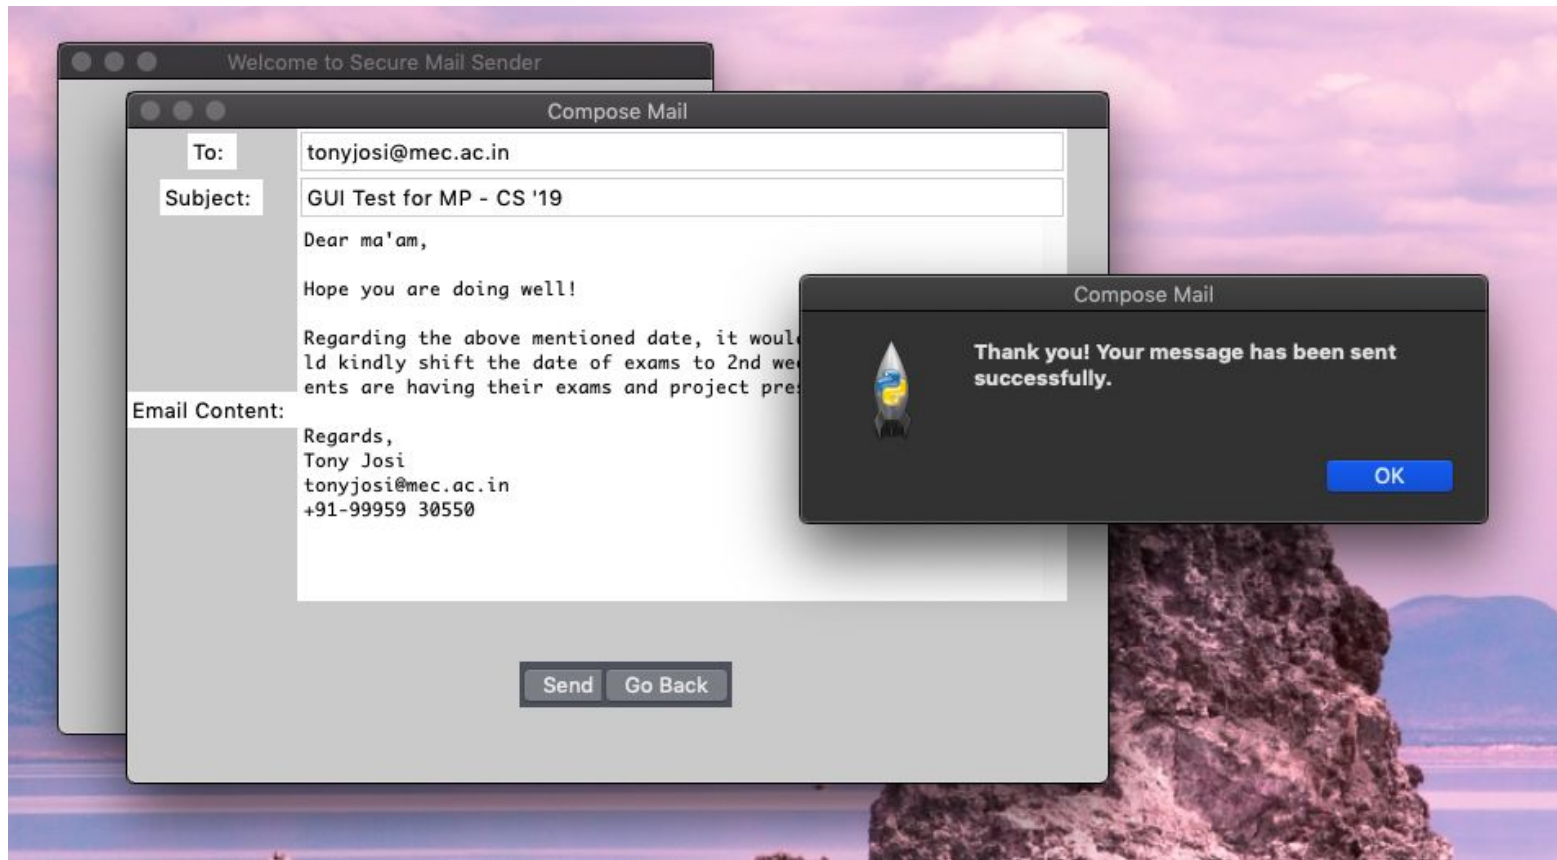 Welcome to Secure Mail Sender
Compose Mail
To:
tonyjosi@mec.ac.in
Subject:
GUI Test for MP - CS '19
Dear ma'am,
Hope you are doing well!
Regarding the above mentioned date, it
ld kindly shift the date of exams to 2nd
ents are having their exams and project
Email Content:
Regards,
Tony Josi
tonyjosi@mec.ac.in
+91-99959 30550
Send
Go Back
Compose Mail
Thank you! Your message has been sent
successfully.
OK